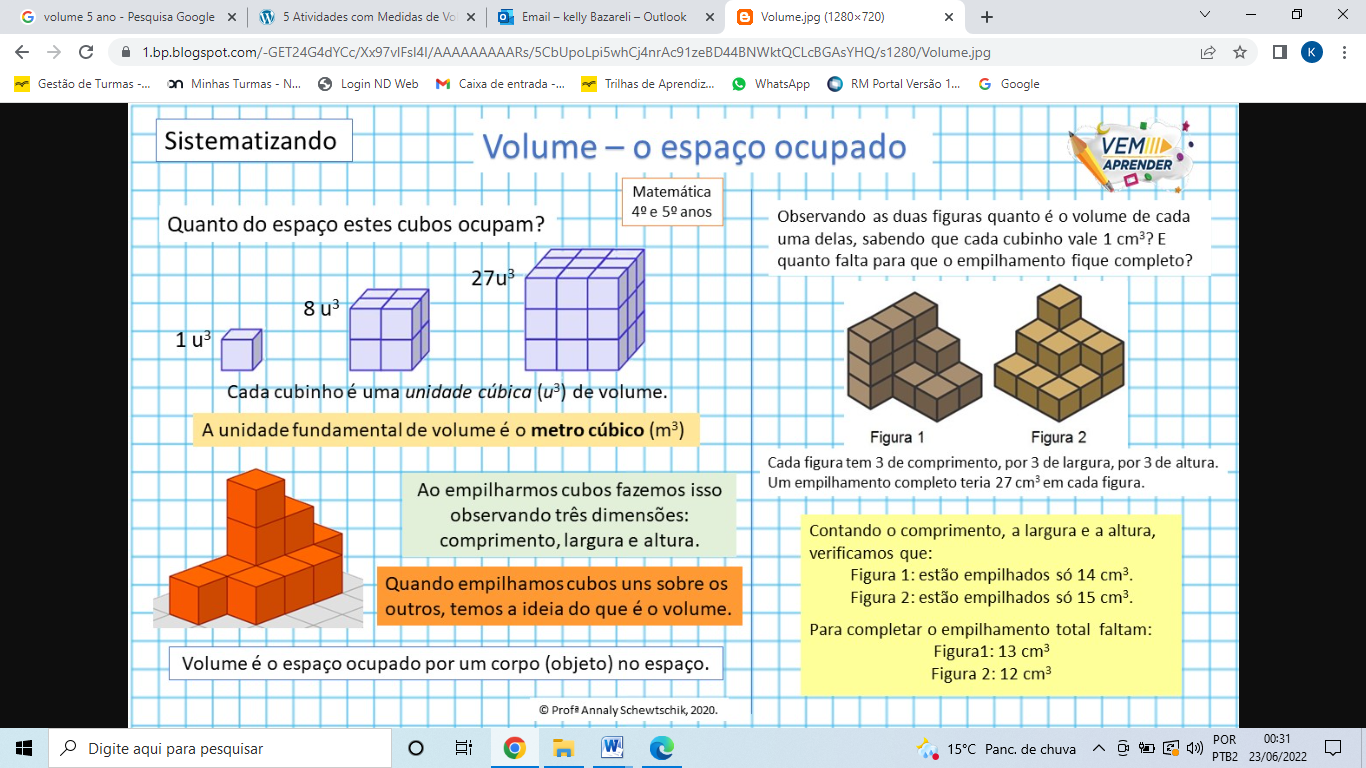 volume 5 ano - Pesquisa Google
5 Atividades com Medidas de Vo
Email – kelly Bazareli – Outlook
Volume.jpg (1280×720)
1.bp.blogspot.com/-GET24G4dYCc/Xx97vIFsI4I/AAAAAAAAARs/5CbUpoLpi5whCj4nrAc91zeBD44BNWktQCLcBGAsYHQ/s1280/Volume.jpg
K
Gestão de Turmas -...
Minhas Turmas - N...
Login ND Web
Caixa de entrada -...
Trilhas de Aprendiz...
WhatsApp
RM Portal Versão 1...
Google
Sistematizando
Volume – o espaço ocupado
VEM
APRENDER
Matemática
4º e 5º anos
Quanto do espaço estes cubos ocupam?
1 u³
8 u³
27u³
Cada cubinho é uma unidade cúbica (u³) de volume.
A unidade fundamental de volume é o metro cúbico (m³)
Ao empilharmos cubos fazemos isso
observando três dimensões:
comprimento, largura e altura.
Quando empilhamos cubos uns sobre os
outros, temos a ideia do que é o volume.
Volume é o espaço ocupado por um corpo (objeto) no espaço.
© Profª Annaly Schewtschik, 2020.
Observando as duas figuras quanto é o volume de cada
uma delas, sabendo que cada cubinho vale 1 cm³? E
quanto falta para que o empilhamento fique completo?
Figura 1
Figura 2
Cada figura tem 3 de comprimento, por 3 de largura, por 3 de altura.
Um empilhamento completo teria 27 cm³ em cada figura.
Contando o comprimento, a largura e a altura,
verificamos que:
Figura 1: estão empilhados só 14 cm³.
Figura 2: estão empilhados só 15 cm³.
Para completar o empilhamento total faltam:
Figura1: 13 cm³
Figura 2: 12 cm³
Digite aqui para pesquisar
15°C Panc. de chuva
POR
PTB2
00:31
23/06/2022